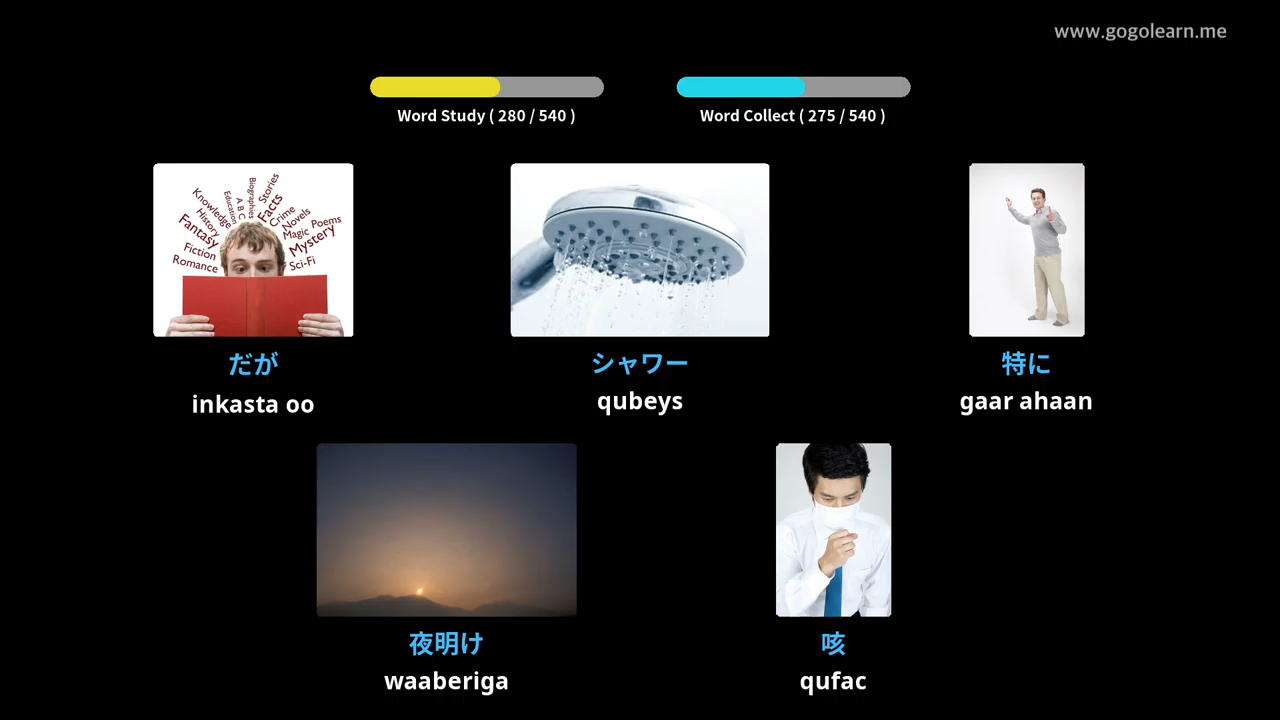 www.gogolearn.me
Word Study ( 280 / 540 )
Word Collect ( 275 / 540 )
Knowledge
History
Fantasy
Fiction
Romance
Education
A B C
Biographies
Stories
Facts
Crime
Novels
Magic
Poems
Mystery
Sci-Fi
だが
inkasta oo
シャワー
qubeys
特に
gaar ahaan
夜明け
waaberiga
咳
qufac